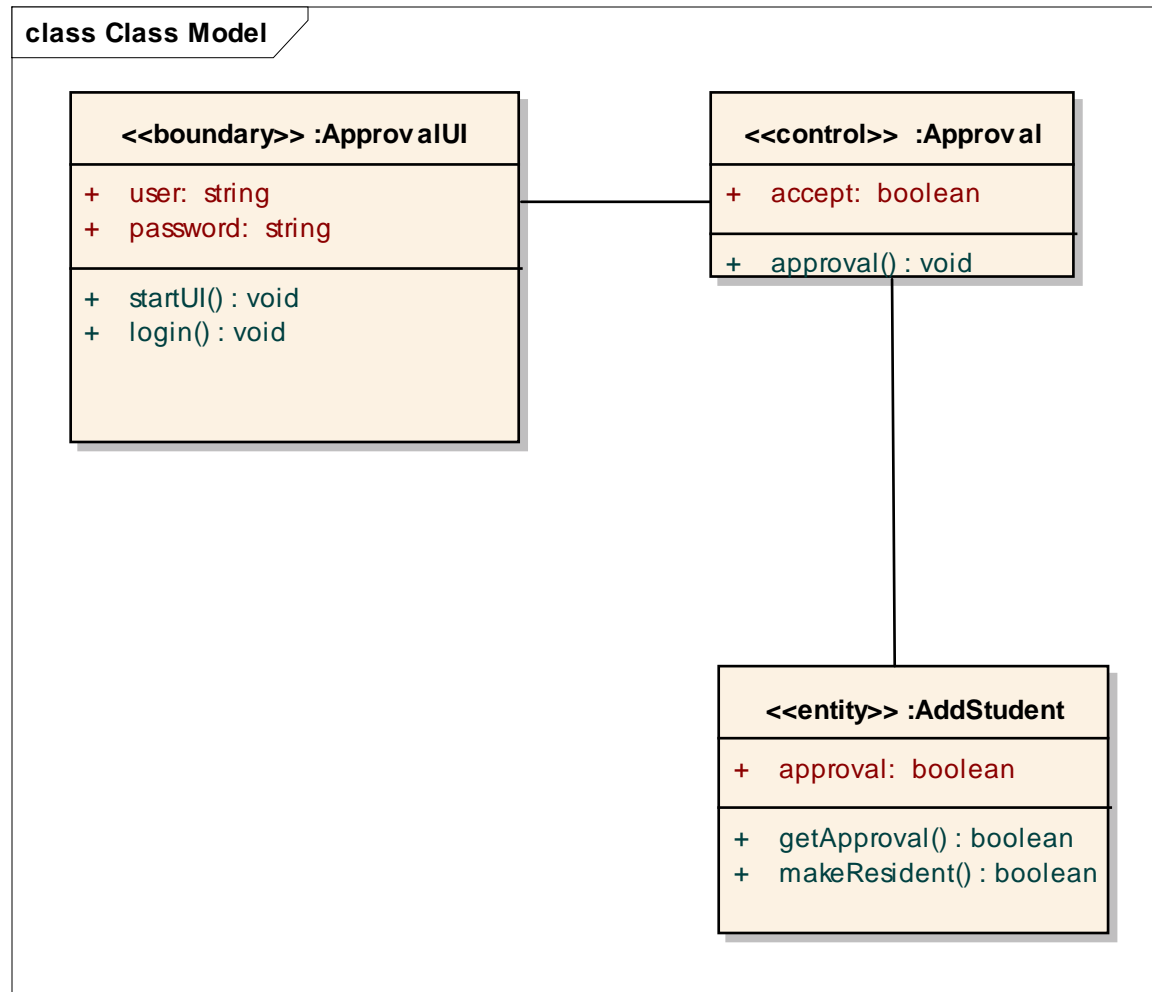 class Class Model
<<boundary>> :ApprovalUI
+ user: string
+ password: string
+ startUI() : void
+ login() : void
<<control>> :Approval
+ accept: boolean
+ approval() : void
<<entity>> :AddStudent
+ approval: boolean
+ getApproval() : boolean
+ makeResident() : boolean